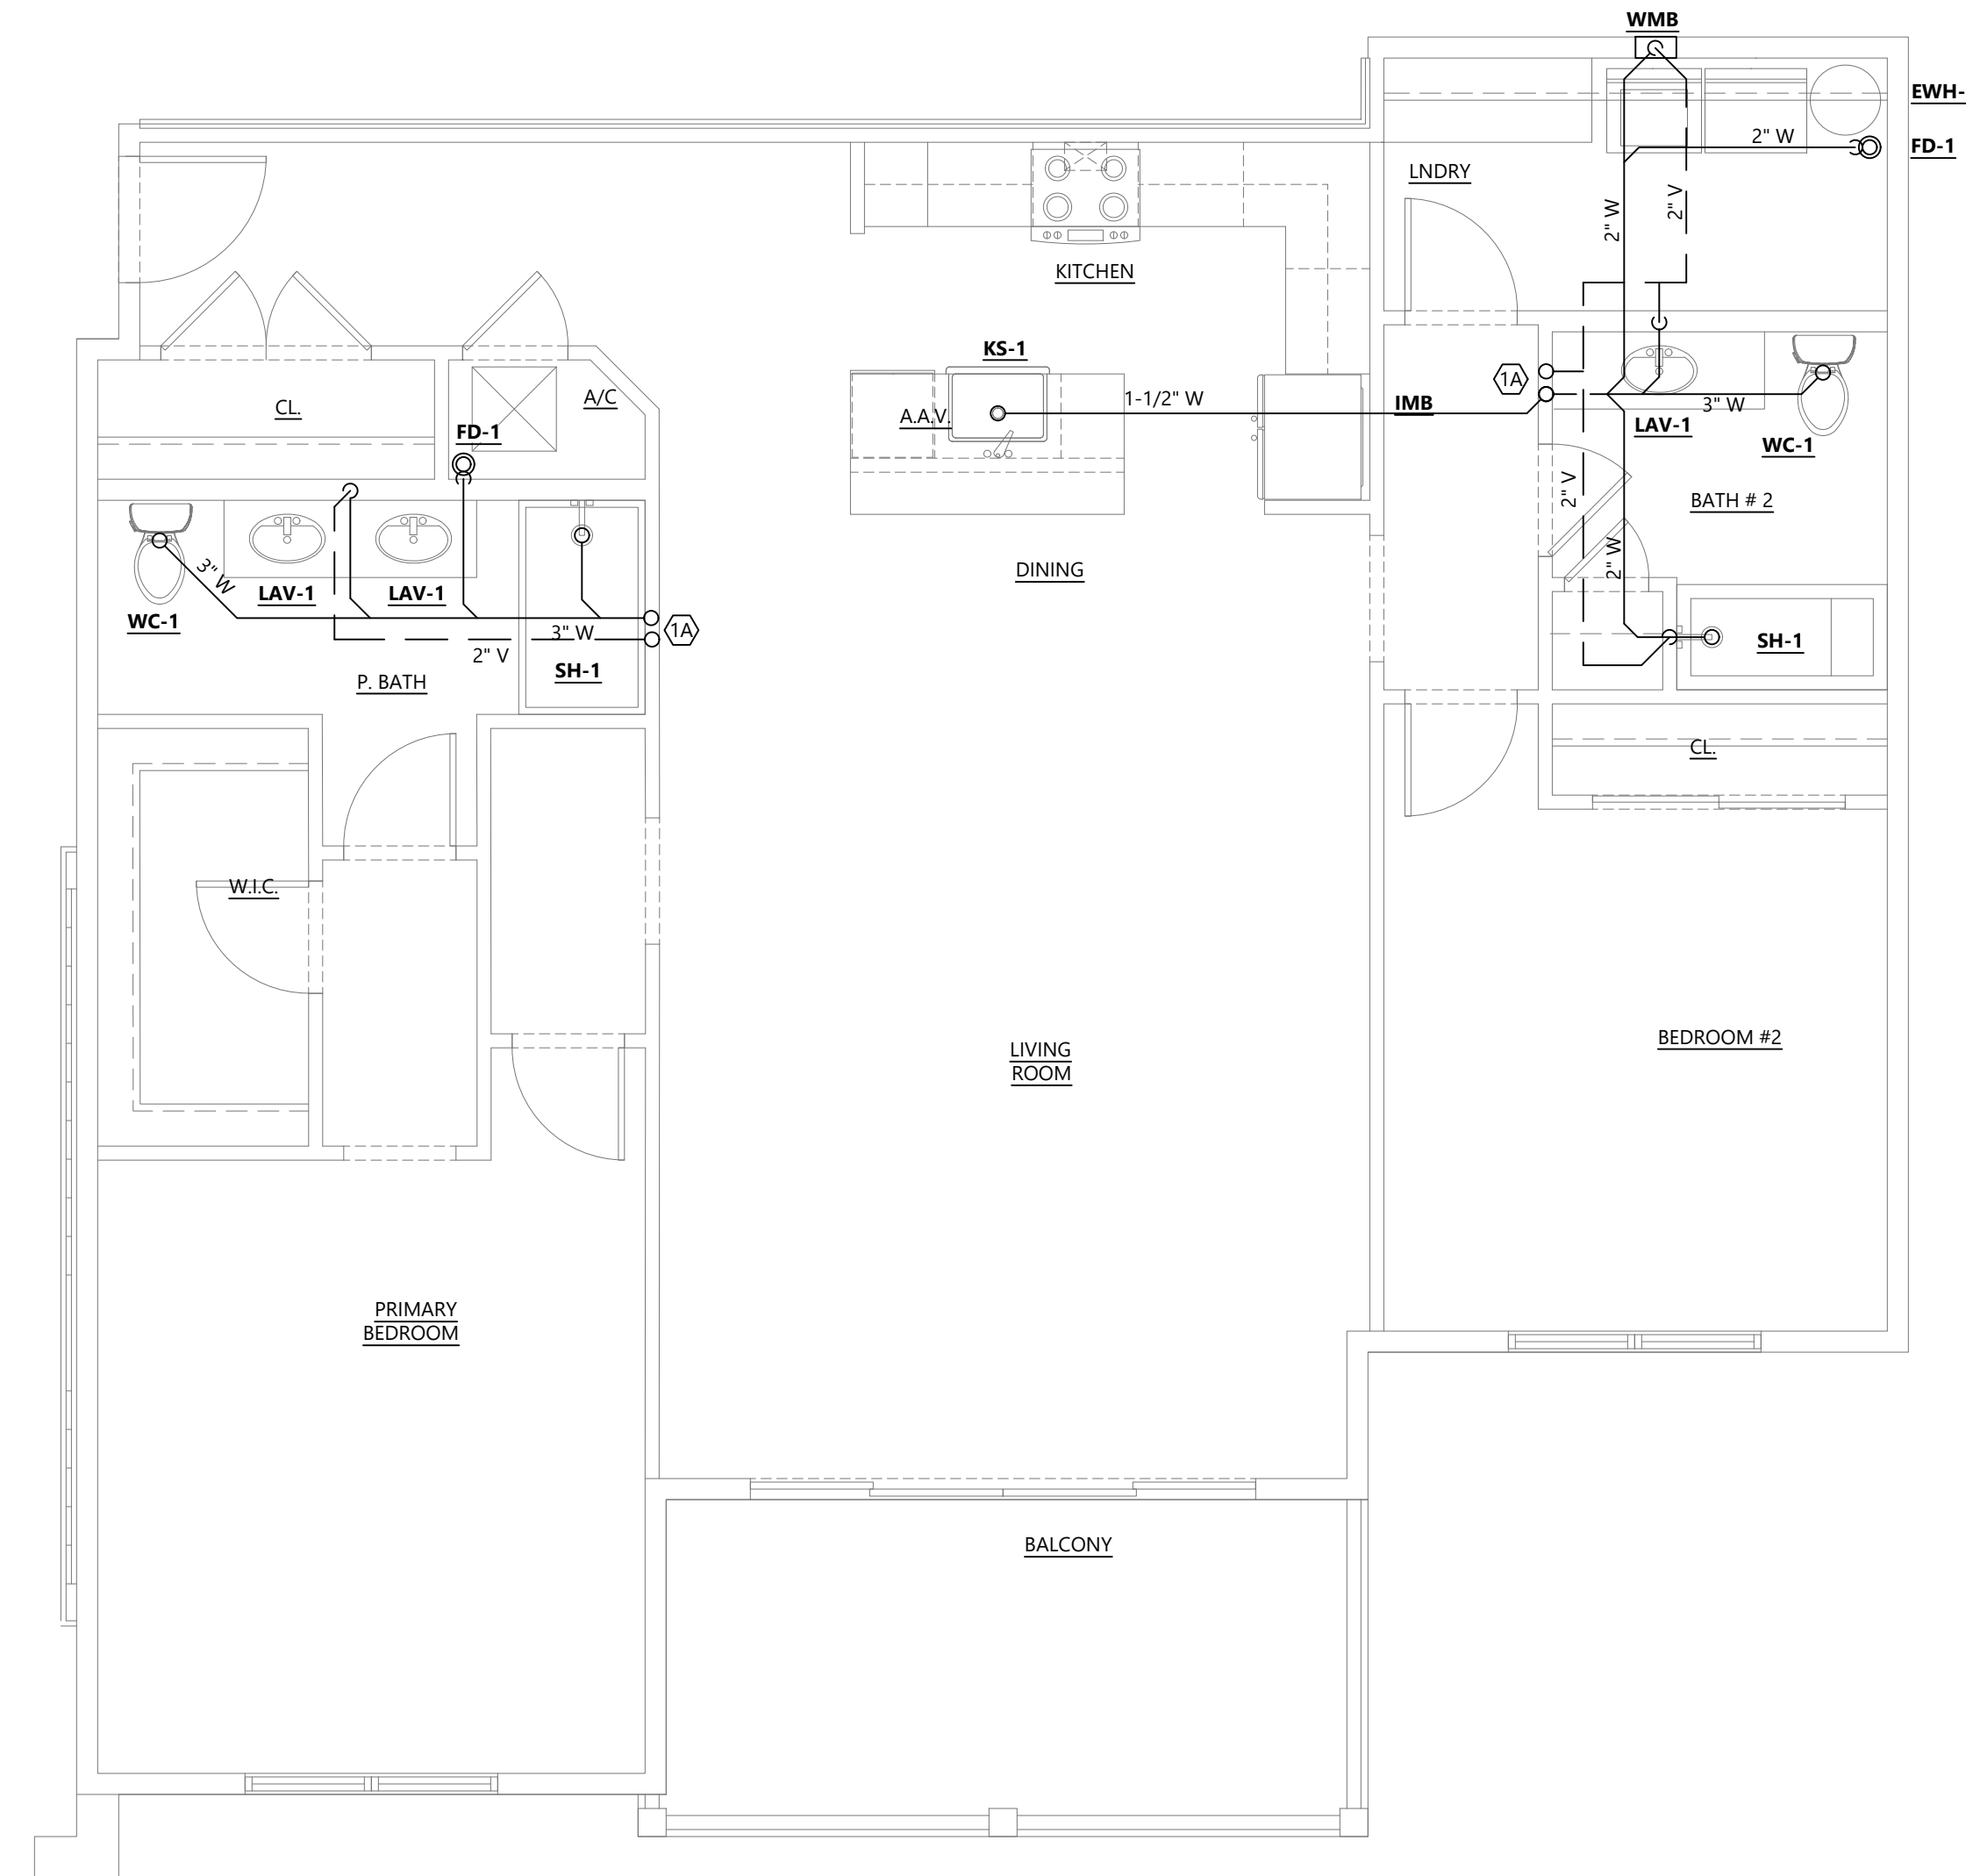 WMB
EWH-
2" W
FD-1
LNDRY
2" W
2" V
KITCHEN
KS-1
1A
A/C
1-1/2" W
IMB
CL.
A.A.V.
3" W
FD-1
LAV-1
WC-1
2" V
BATH # 2
2" W
DINING
3" W
LAV-1
LAV-1
WC-1
3" W
1A
2" V
SH-1
SH-1
P. BATH
CL.
W.I.C.
BEDROOM #2
LIVING
ROOM
PRIMARY
BEDROOM
BALCONY